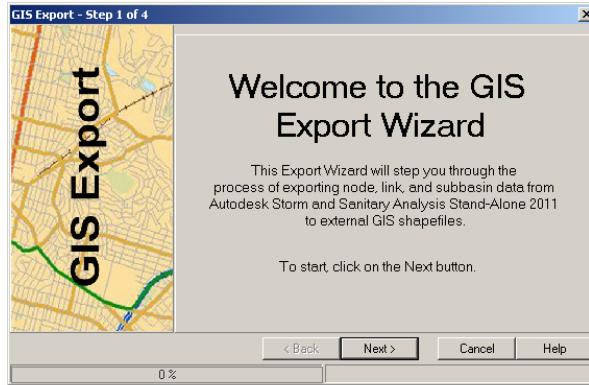 GIS Export - Step 1 of 4
GIS Export
Welcome to the GIS
Export Wizard
This Export Wizard will step you through the
process of exporting node, link, and subbasin data from
Autodesk Storm and Sanitary Analysis Stand-Alone 2011
to external GIS shapefiles.
To start, click on the Next button.
< Back Next > Cancel Help
0 %